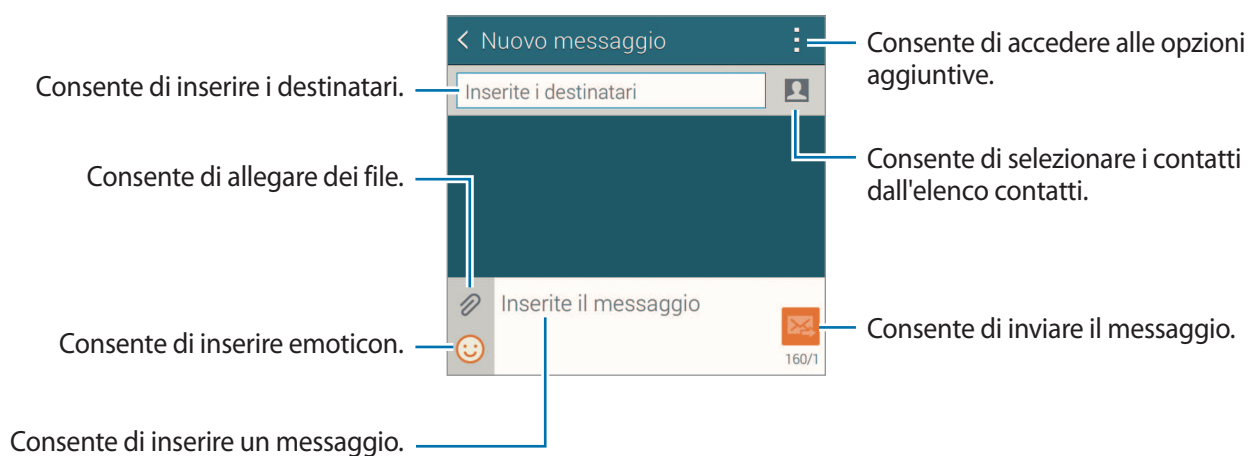 Nuovo messaggio
Consente di accedere alle opzioni
aggiuntive.
Consente di inserire i destinatari.
Inserite i destinatari
Consente di selezionare i contatti
dall'elenco contatti.
Consente di allegare dei file.
Inserite il messaggio
Consente di inviare il messaggio.
Consente di inserire emoticon.
160/1
Consente di inserire un messaggio.